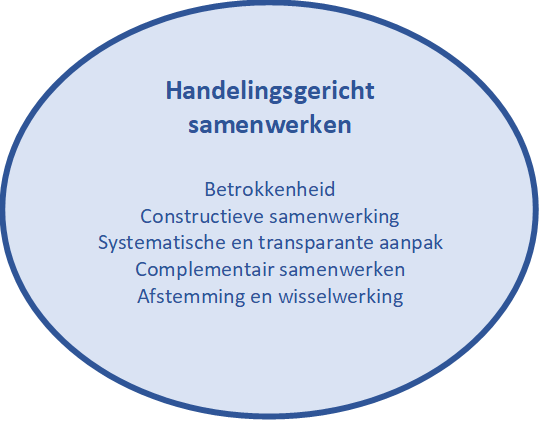 Handelingsgericht
samenwerken
Betrokkenheid
Constructieve samenwerking
Systematische en transparante aanpak
Complementair samenwerken
Afstemming en wisselwerking